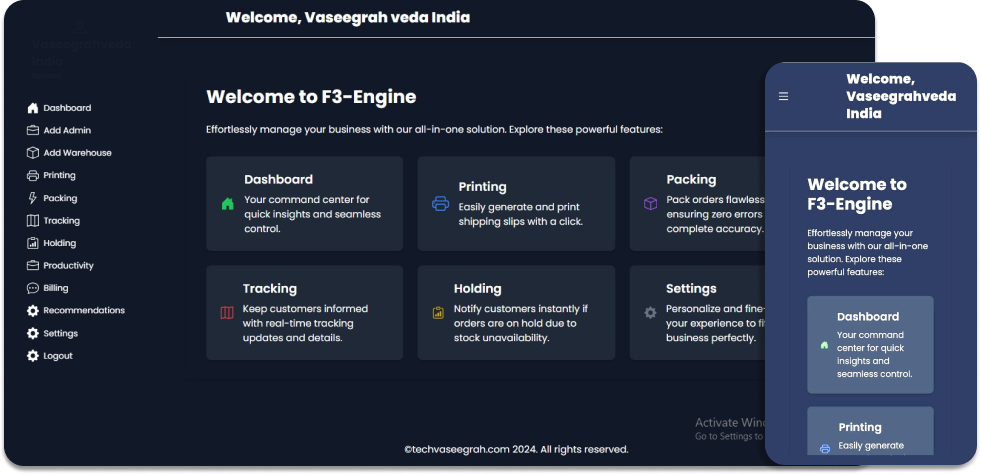 Welcome, Vaseegrah veda India
Vaseegrahveda
India
Dashboard
Add Admin
Add Warehouse
Printing
Packing
Tracking
Holding
Productivity
Billing
Recommendations
Settings
Logout
Welcome to F3-Engine
Effortlessly manage your business with our all-in-one solution. Explore these powerful features:
Dashboard
Your command center for
quick insights and seamless
control.
Printing
Easily generate and print
shipping slips with a click.
Packing
Pack orders flawless
ensuring zero errors
complete accuracy.
Tracking
Keep customers informed
with real-time tracking
updates and details.
Holding
Notify customers instantly if
orders are on hold due to
stock unavailability.
Settings
Personalize and fine-
your experience to fi
business perfectly.
Activate Wind
Go to Settings to
©techvaseegrah.com 2024. All rights reserved.
Welcome,
Vaseegrahveda
India
Welcome to
F3-Engine
Effortlessly manage your
business with our all-in-one
solution. Explore these
powerful features:
Dashboard
Your command
center for quick
insights and
seamless control.
Printing
Easily generate